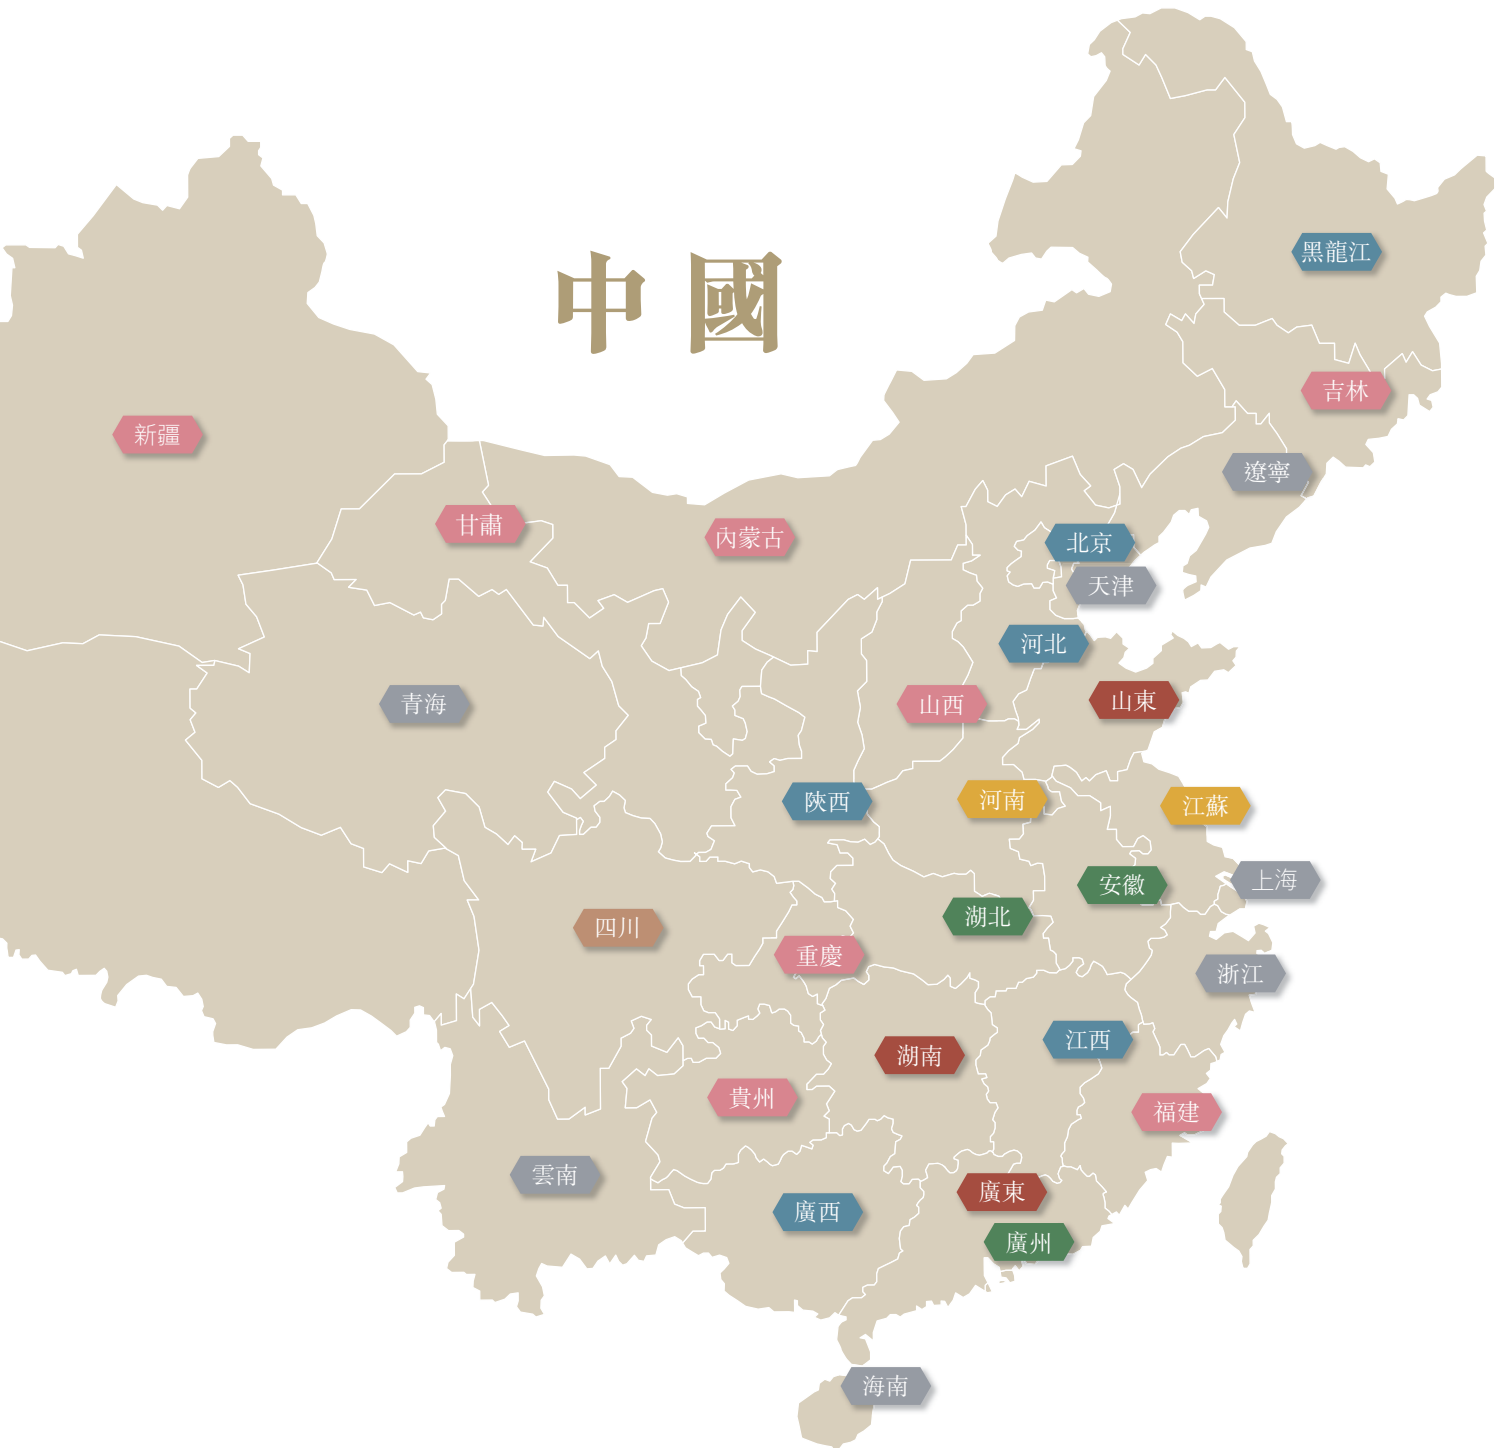 中國
黑龍江
吉林
新疆
遼寧
甘肅
內蒙古
北京
天津
河北
山東
青海
山西
陝西
河南
江蘇
上海
安徽
湖北
四川
重慶
浙江
江西
湖南
貴州
福建
雲南
廣東
廣西
廣州
海南